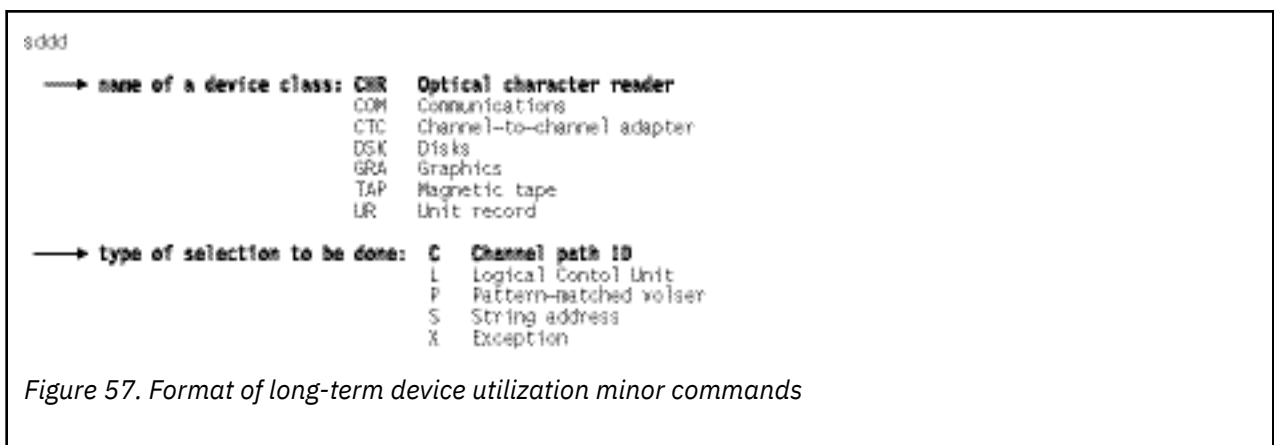 sddd
name of a device class: CHR Optical character reader
COM Communications
CTC Channel-to-channel adapter
DSK Disks
GRA Graphics
TAP Magnetic tape
UR Unit record
type of selection to be done: C Channel path ID
L Logical Contol Unit
P Pattern-matched volser
S String address
X Exception
Figure 57. Format of long-term device utilization minor commands